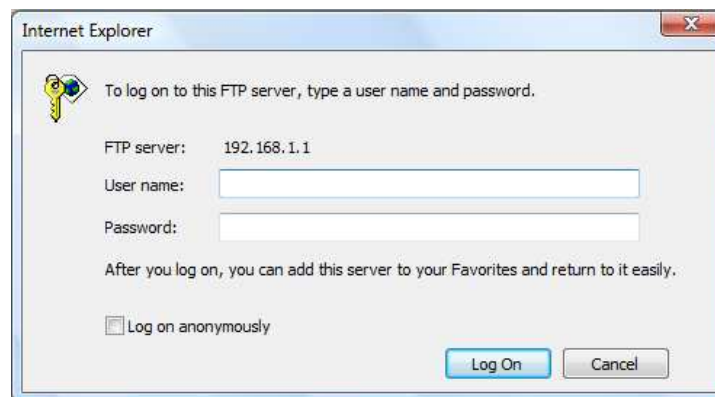 Internet Explorer
To log on to this FTP server, type a user name and password.
FTP server: 192.168.1.1
User name:
Password:
After you log on, you can add this server to your Favorites and return to it easily.
Log on anonymously
Log On Cancel